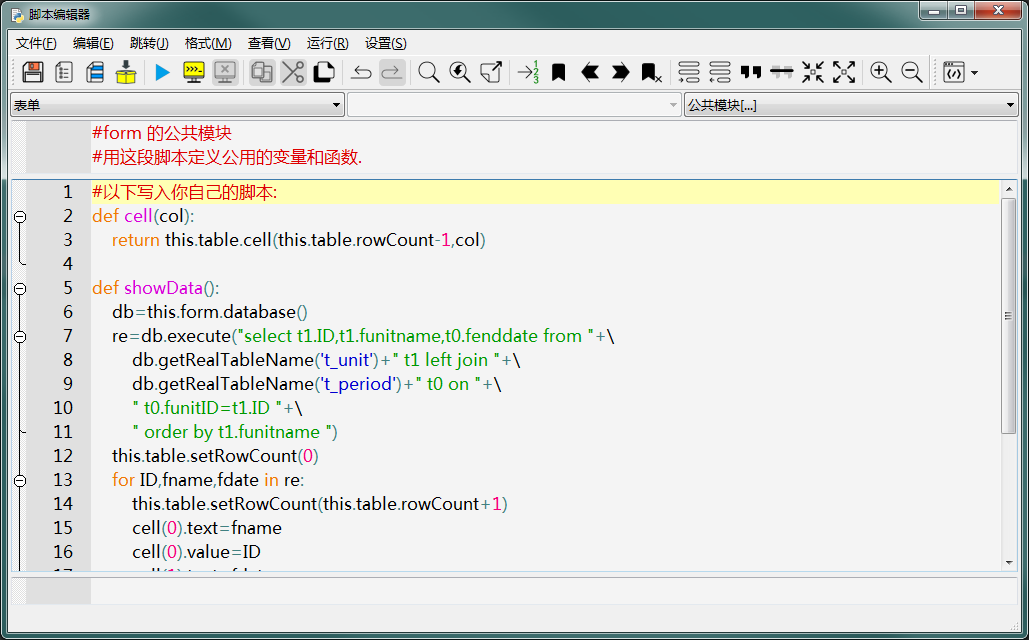 脚本编辑器
文件(F) 编辑(E) 跳转(J) 格式(M) 查看(V) 运行(R) 设置(S)
表单 公共模块[...]
#form 的公共模块
#用这段脚本定义公用的变量和函数.
1 #以下写入你自己的脚本:
2 def cell(col):
3 return this.table.cell(this.table.rowCount-1,col)
4
5 def showData():
6 db=this.form.database()
7 re=db.execute("select t1.ID,t1.funitname,t0.fenddate from "+\
8 db.getRealTableName('t_unit')+" t1 left join "+\
9 db.getRealTableName('t_period')+" t0 on "+\
10 " t0.funitID=t1.ID "+\
11 " order by t1.funitname ")
12 this.table.setRowCount(0)
13 for ID,fname,fdate in re:
14 this.table.setRowCount(this.table.rowCount+1)
15 cell(0).text=fname
16 cell(0).value=ID